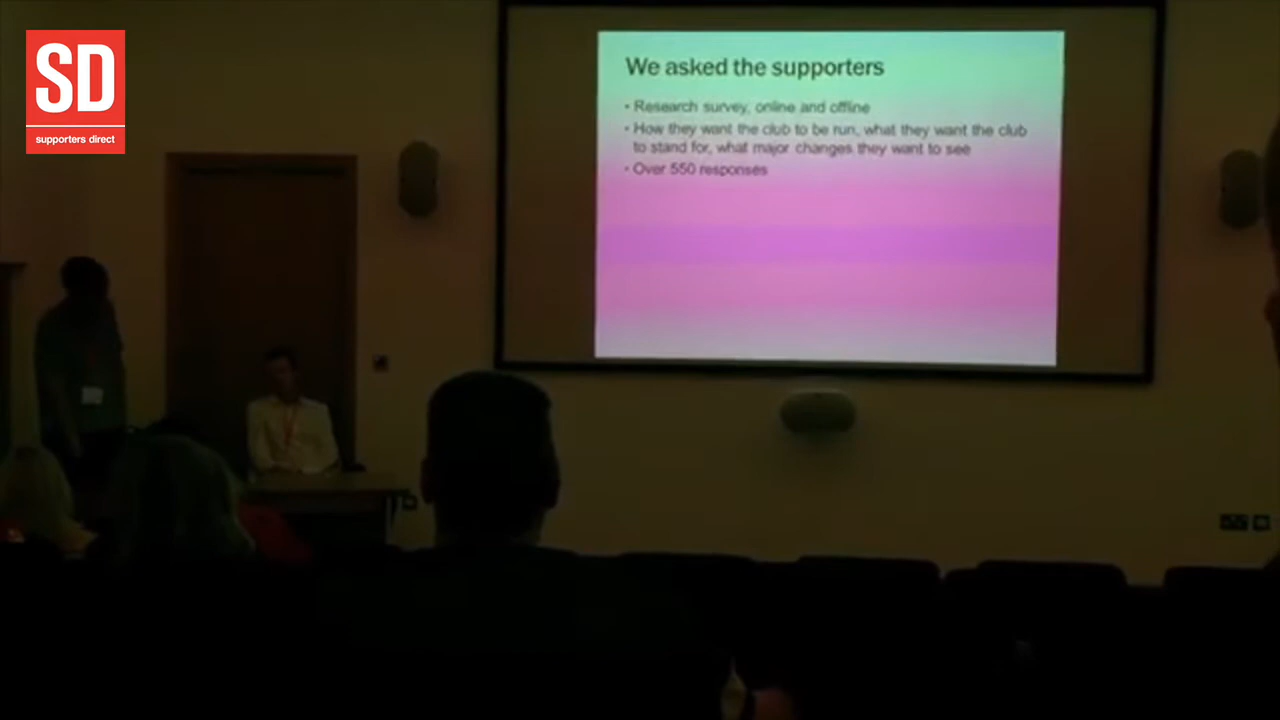 SD
supporters direct
We asked the supporters
• Research survey, online and offline
• How they want the club to be run, what they want the club
to stand for, what major changes they want to see
• Over 550 responses